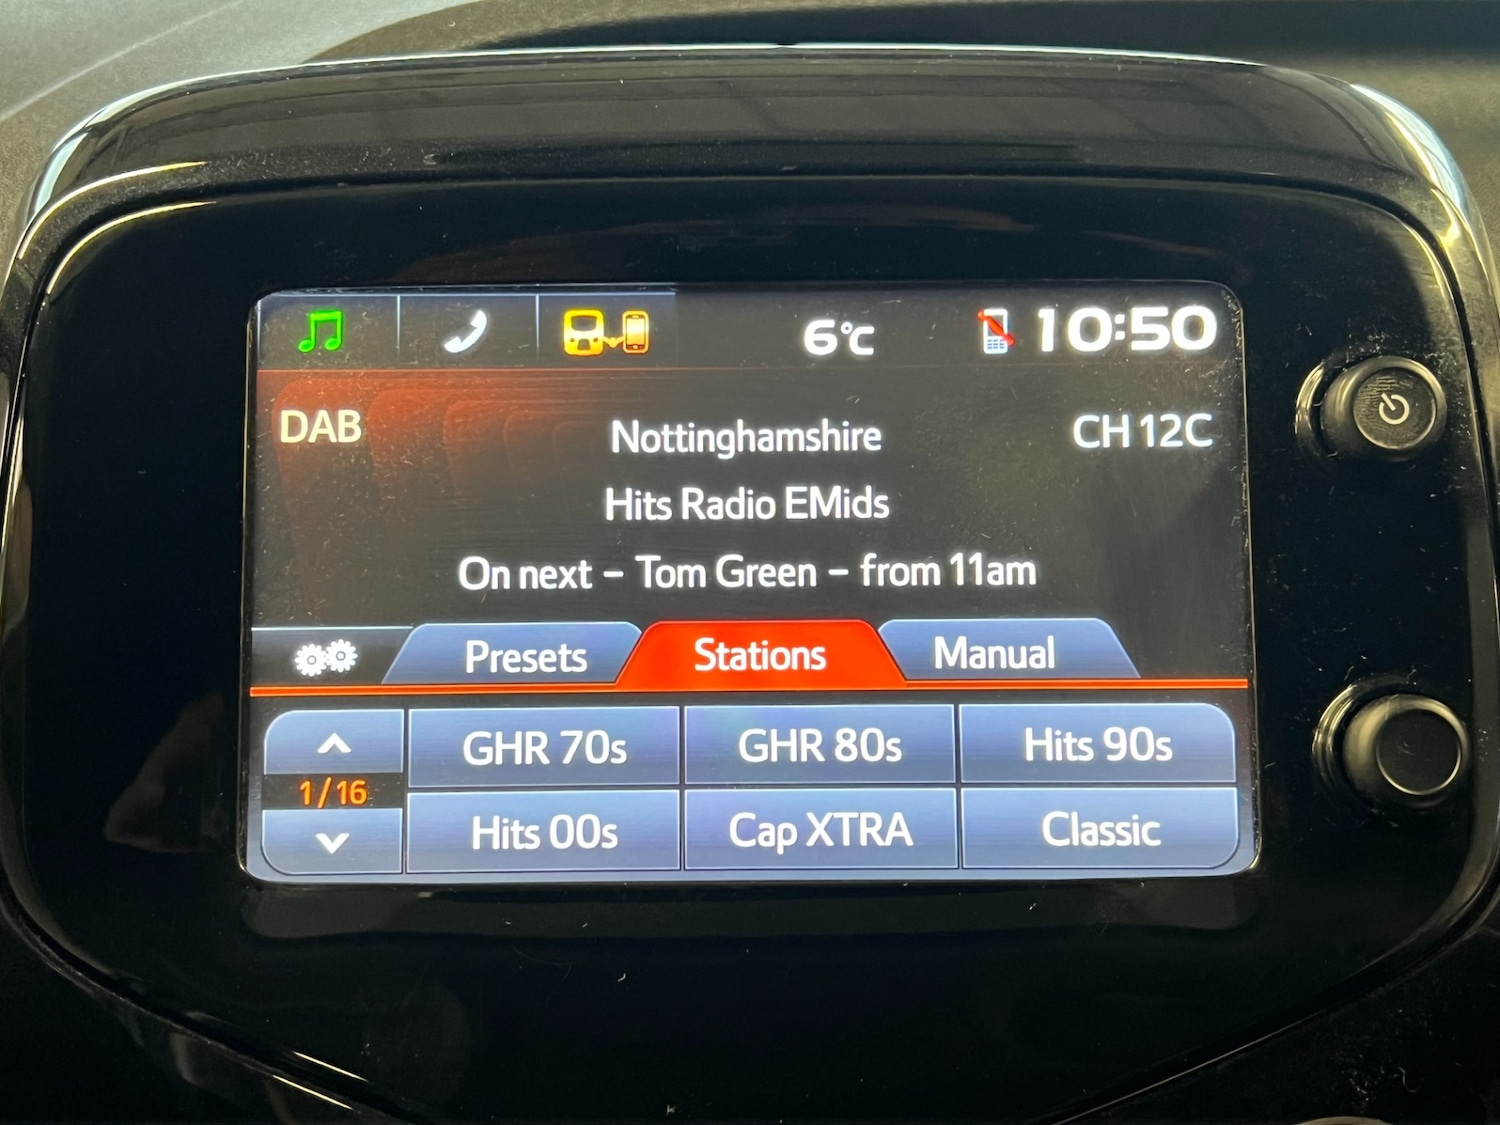 6°C 10:50
DAB Nottinghamshire CH 12C
Hits Radio EMids
On next – Tom Green – from 11am
Presets Stations Manual
GHR 70s GHR 80s Hits 90s
1/16
Hits 00s Cap XTRA Classic